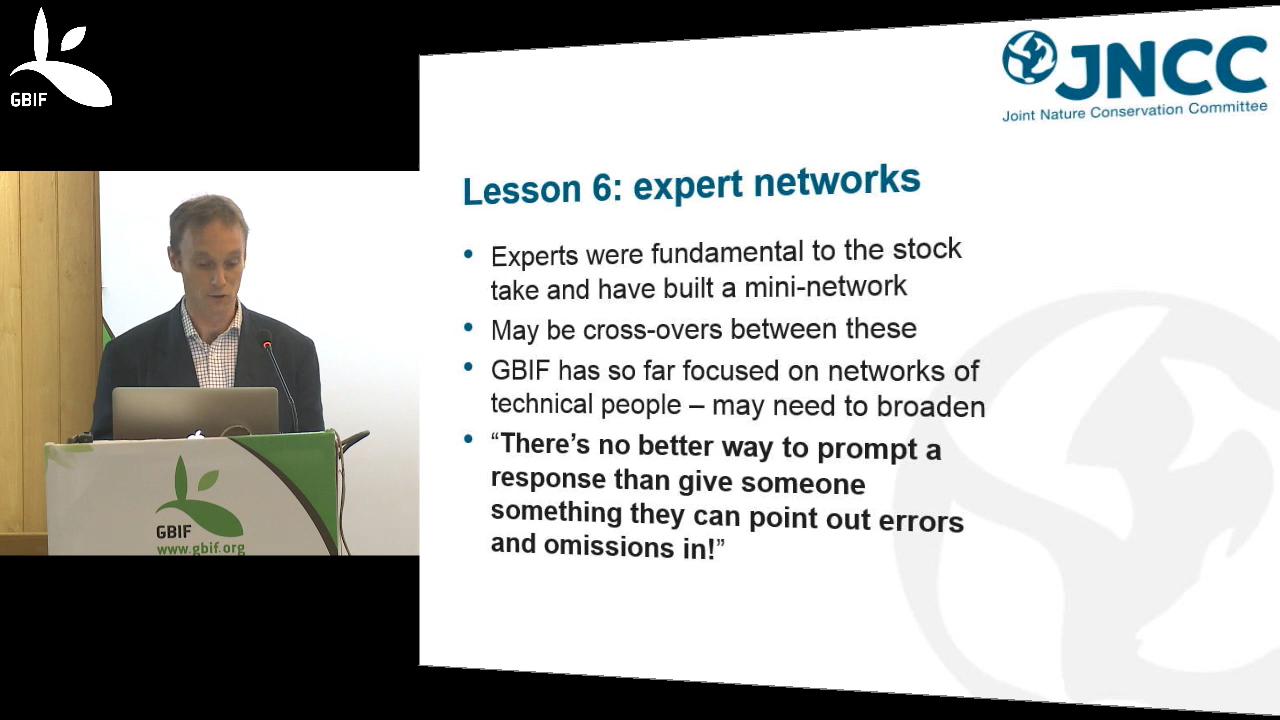 GBIF
JNCC
Joint Nature Conservation Committee
Lesson 6: expert networks
• Experts were fundamental to the stock
take and have built a mini-network
• May be cross-overs between these
• GBIF has so far focused on networks of
technical people – may need to broaden
• “There’s no better way to prompt a
response than give someone
something they can point out errors
and omissions in!”
GBIF
www.gbif.org